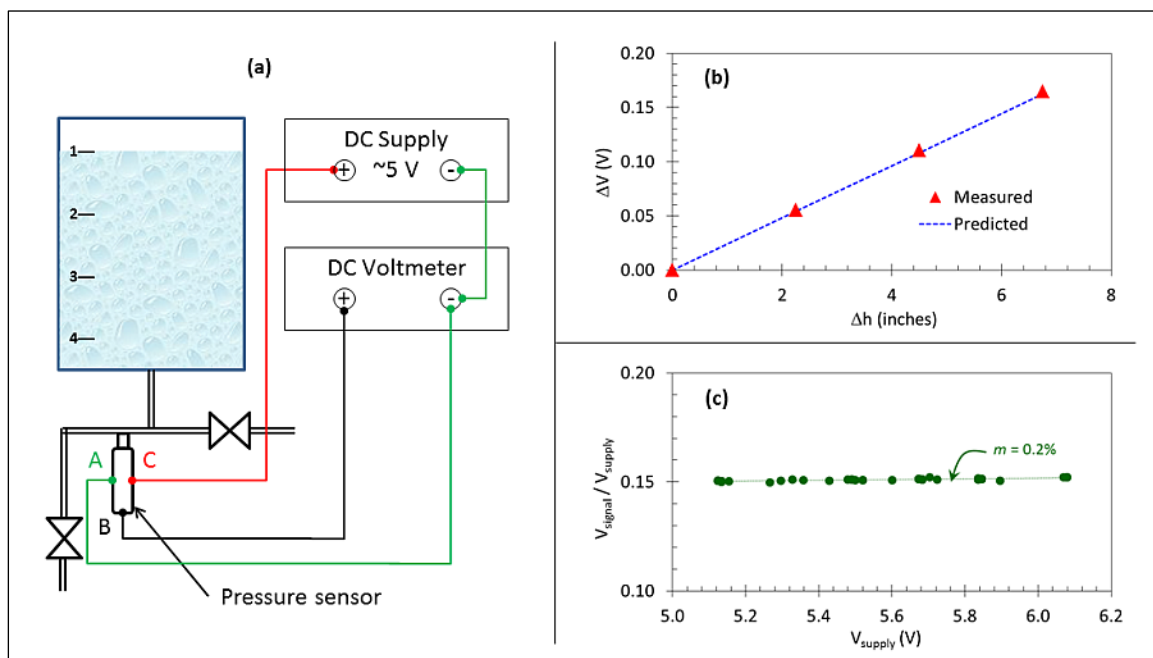 (a)
1
2
3
4
DC Supply
+ ~5 V -
DC Voltmeter
+ -
A C
B
Pressure sensor
(b)
ΔV (V)
0.20
0.15
0.10
0.05
0.00
Measured
Predicted
0 2 4 6 8
Δh (inches)
(c)
Vsignal / Vsupply
0.20
0.15
0.10
m = 0.2%
5.0 5.2 5.4 5.6 5.8 6.0 6.2
Vsupply (V)